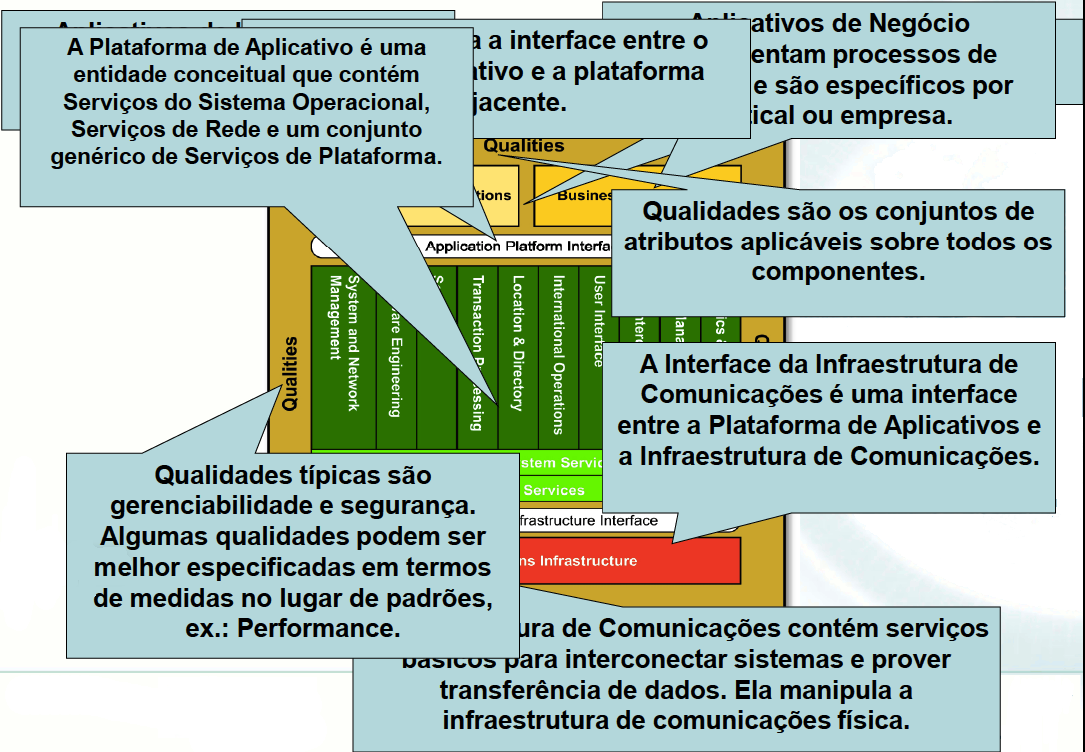 A Plataforma de Aplicativo é uma
entidade conceitual que contém
Serviços do Sistema Operacional,
Serviços de Rede e um conjunto
genérico de Serviços de Plataforma.
a a interface entre o
ativo e a plataforma
jacente.
cativos de Negócio
entam processos de
e são específicos por
tical ou empresa.
Qualities
tions
Busines
Qualidades são os conjuntos de
atributos aplicáveis sobre todos os
componentes.
Application Platform Interfa
System and Network
Management
are Engineering
Transaction P
essing
Location & Directory
International Operations
User Interface
Qualities
A Interface da Infraestrutura de
Comunicações é uma interface
entre a Plataforma de Aplicativos e
a Infraestrutura de Comunicações.
Qualidades típicas são
gerenciabilidade e segurança.
Algumas qualidades podem ser
melhor especificadas em termos
de medidas no lugar de padrões,
ex.: Performance.
stem Servic
Services
frastructure Interface
ns Infrastructure
ura de Comunicações contém serviços
básicos para interconectar sistemas e prover
transferência de dados. Ela manipula a
infraestrutura de comunicações física.